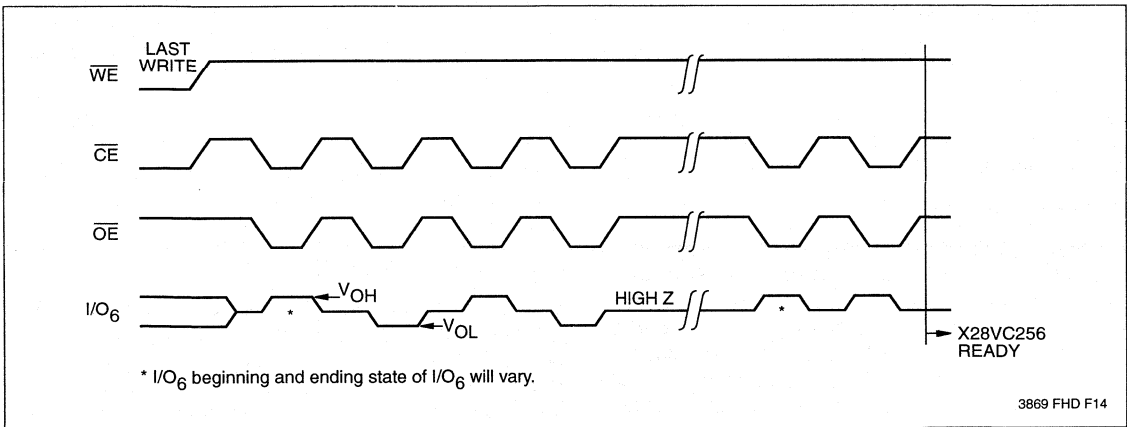 LAST
WRITE
WE
CE
OE
I/O6
VOH
*
VOL
HIGH Z
*
X28VC256
READY
* I/O6 beginning and ending state of I/O6 will vary.
3869 FHD F14